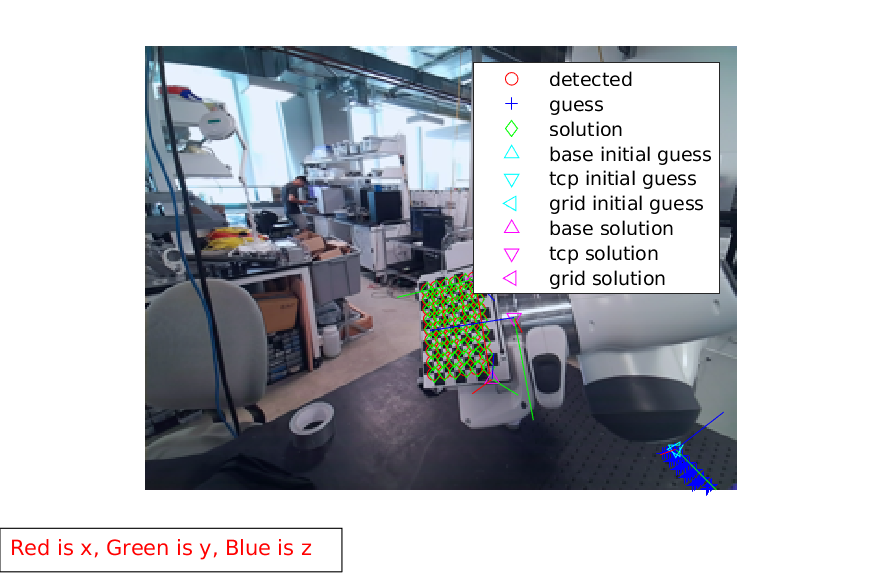 detected
guess
solution
base initial guess
tcp initial guess
grid initial guess
base solution
tcp solution
grid solution
Red is x, Green is y, Blue is z